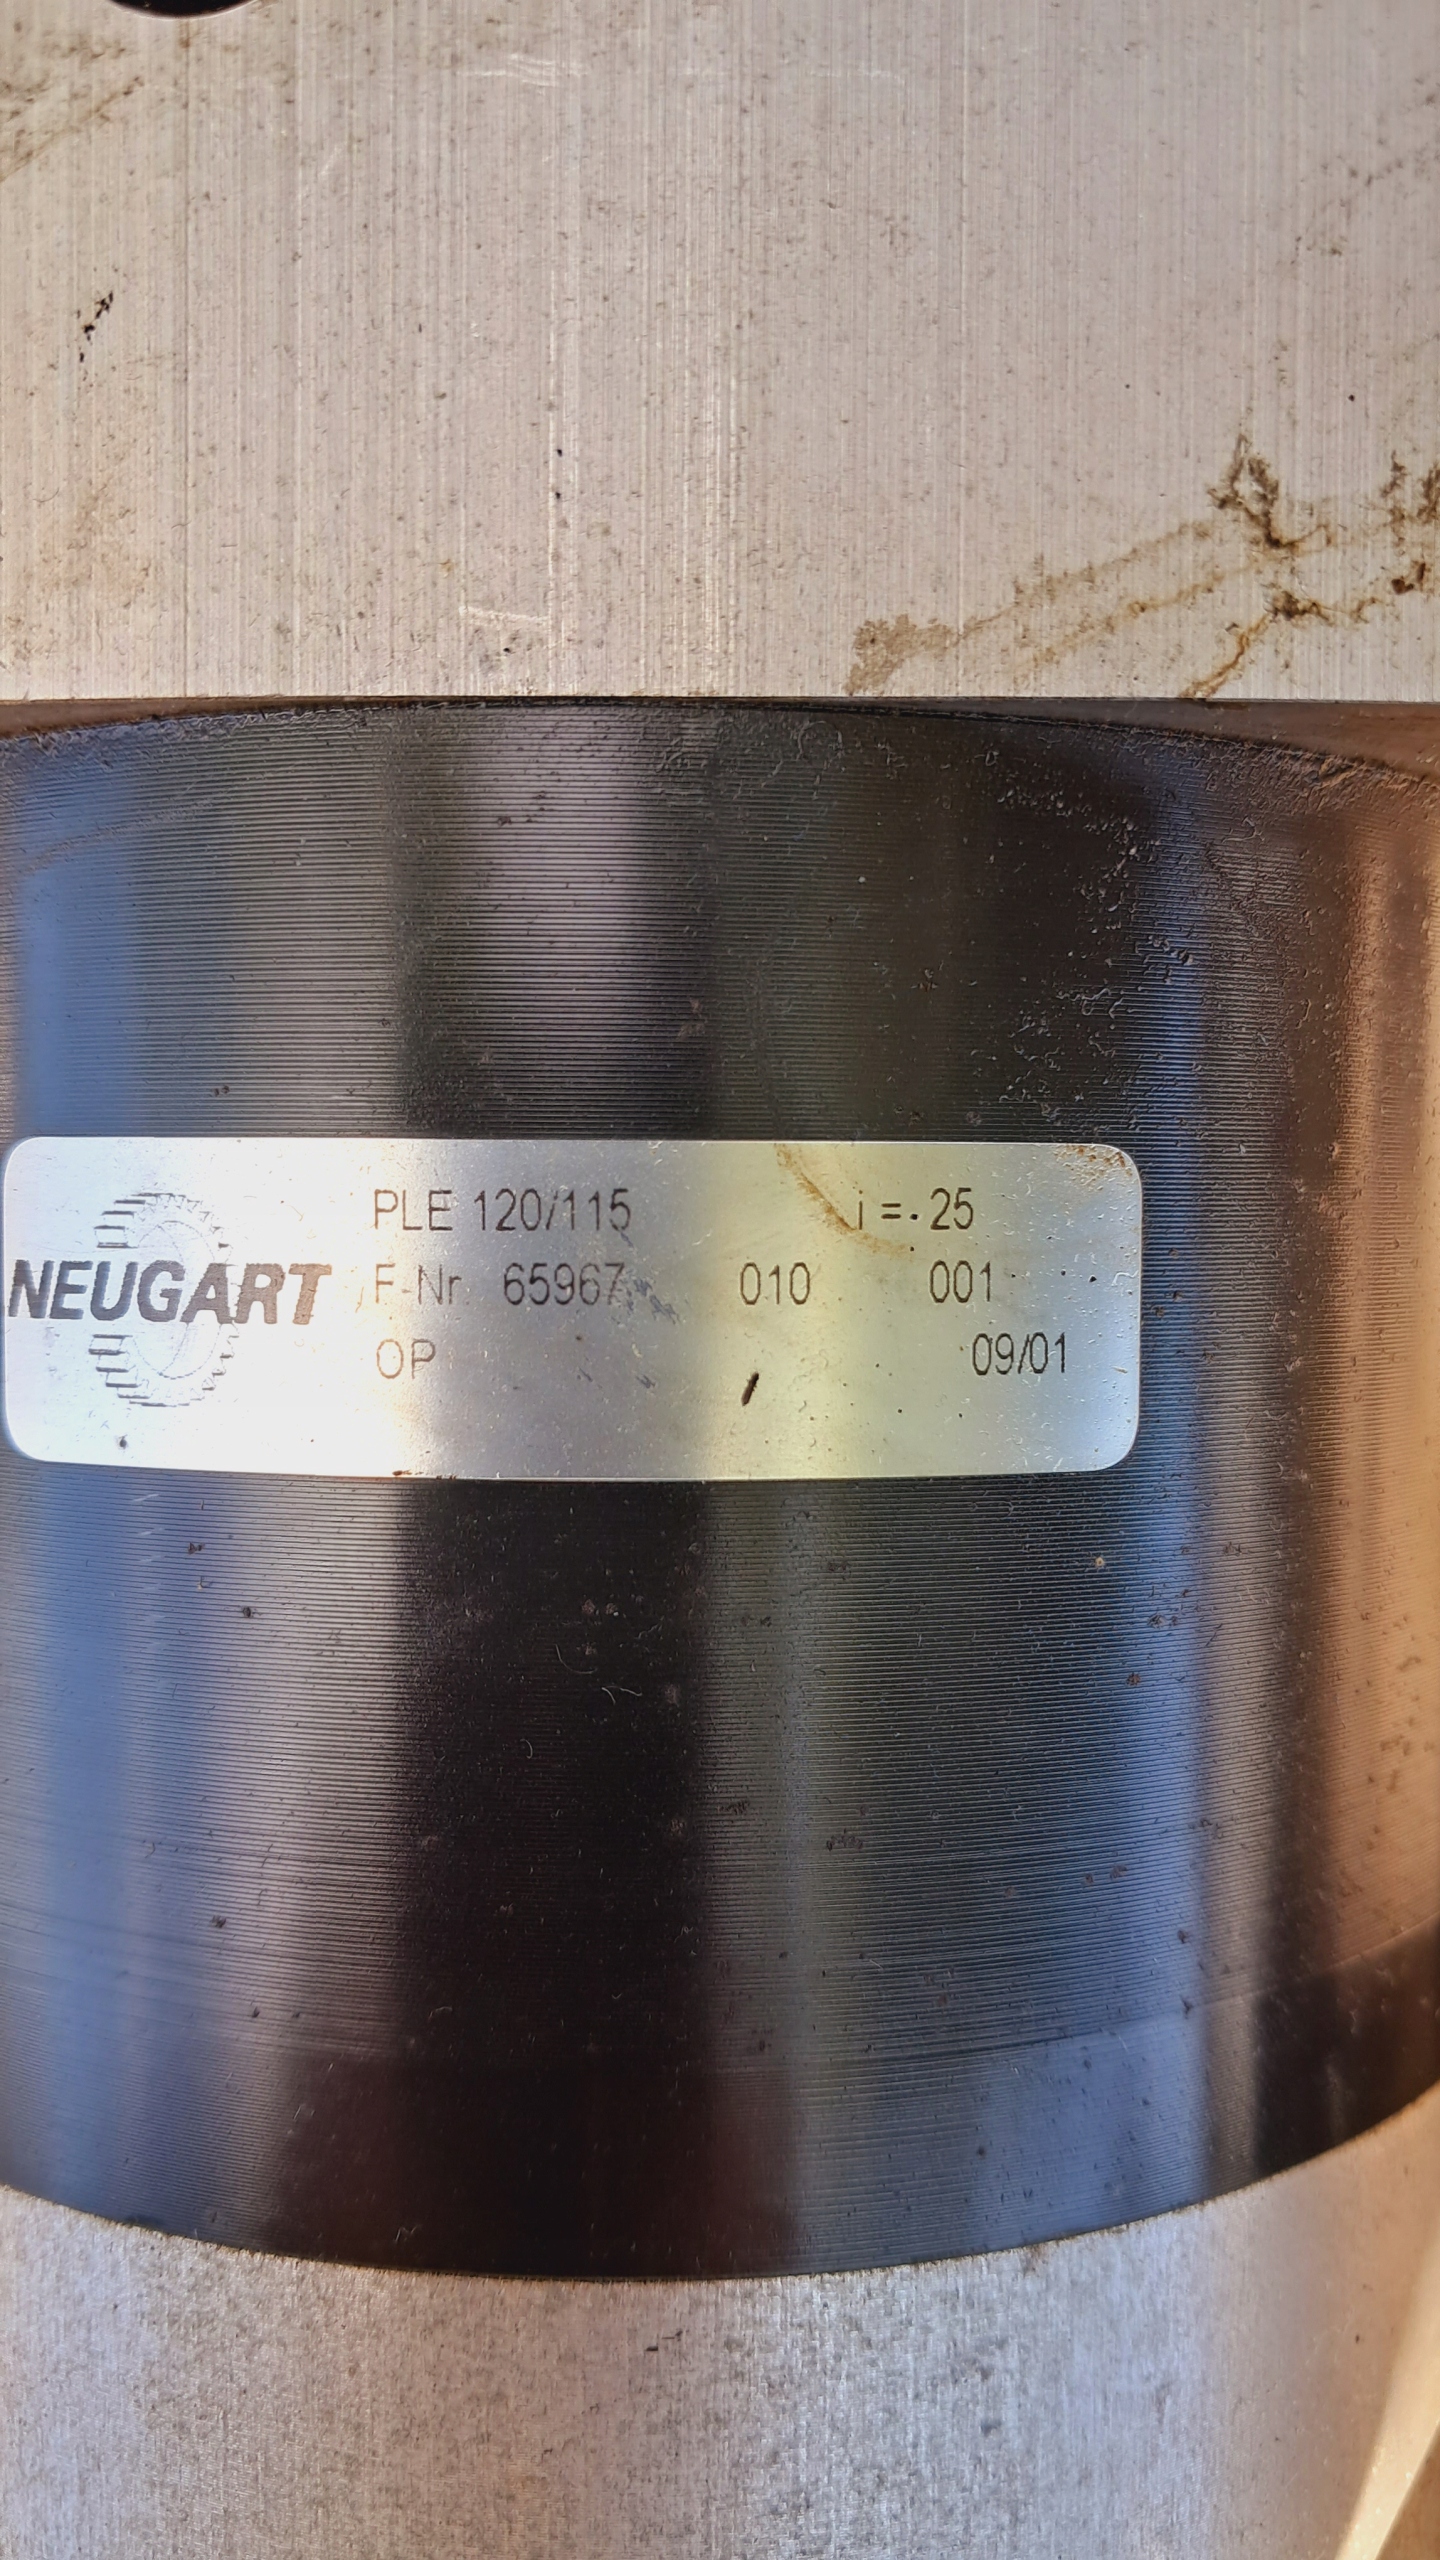 NEUGART
PLE 120/115 i = 25
F-Nr. 65967 010 001
OP 09/01